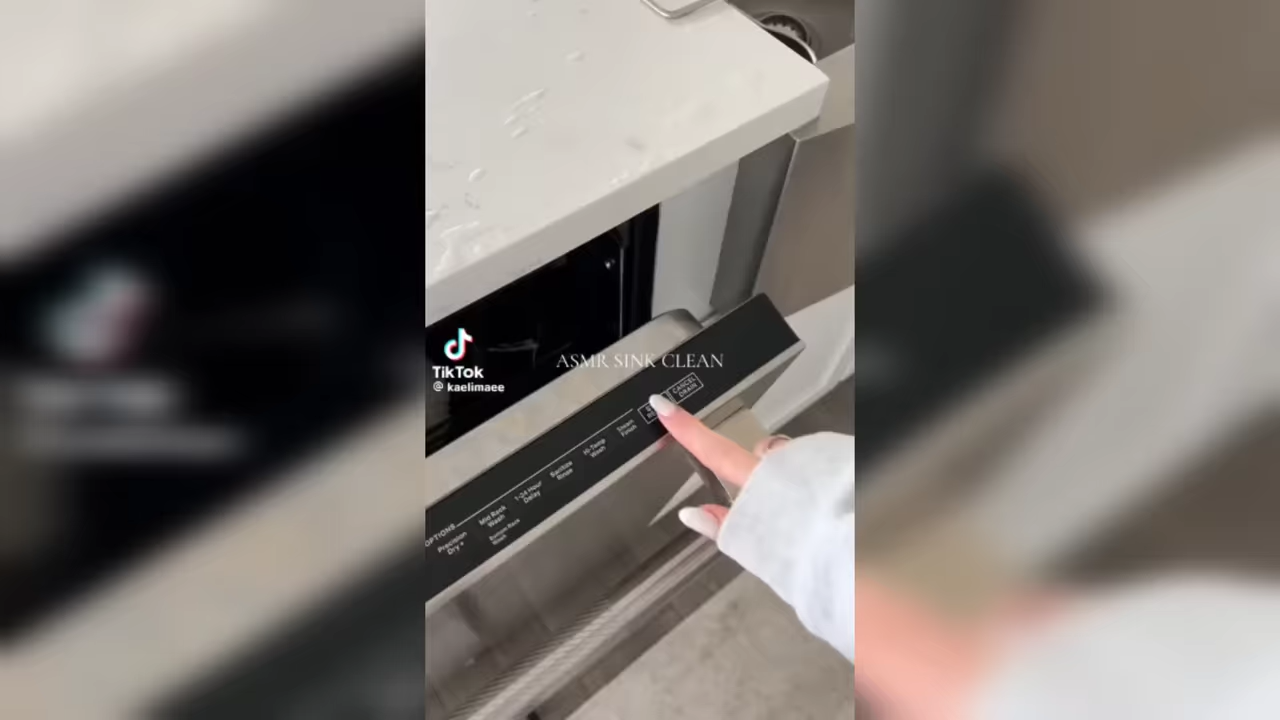 TikTok
@ kaelimaee
ASMR SINK CLEAN
CANCEL
DRAIN
Steam
Finish
Hi-Temp
Wash
Sanitize
Rinse
1-24 Hour
Delay
Mid Rack
Wash
Bottom Rack
Wash
OPTIONS
Precision
Dry +